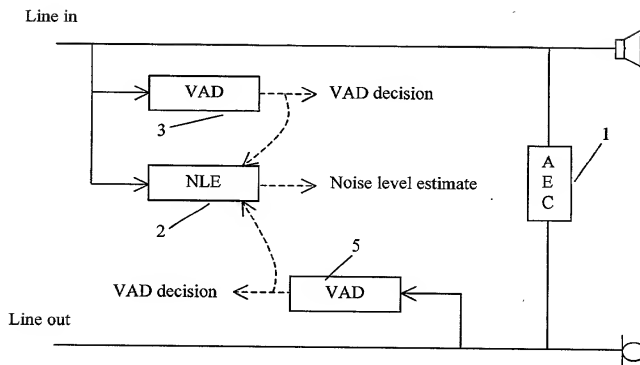 Line in
VAD
VAD decision
3
1
A
E
C
NLE
Noise level estimate
2
5
VAD decision
VAD
Line out